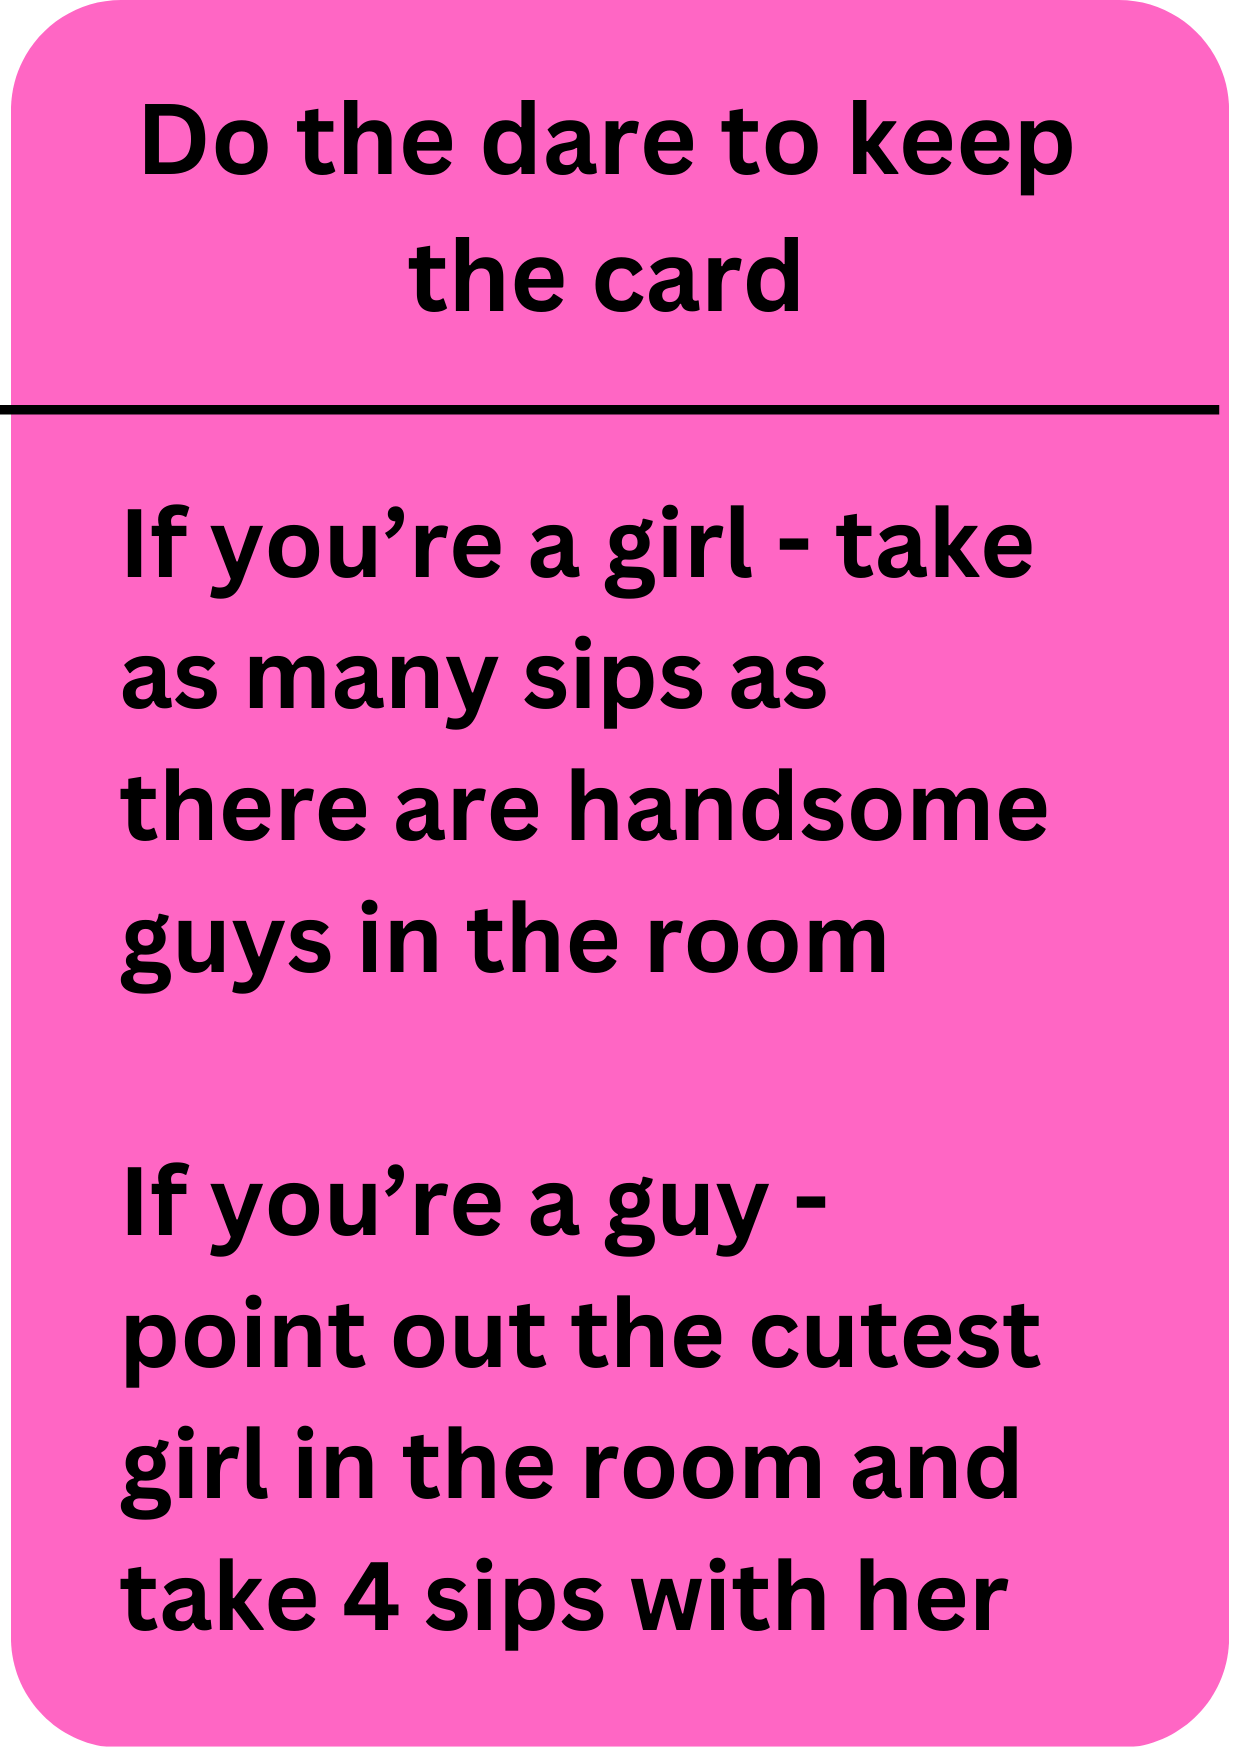 Do the dare to keep
the card
If you’re a girl - take
as many sips as
there are handsome
guys in the room
If you’re a guy -
point out the cutest
girl in the room and
take 4 sips with her